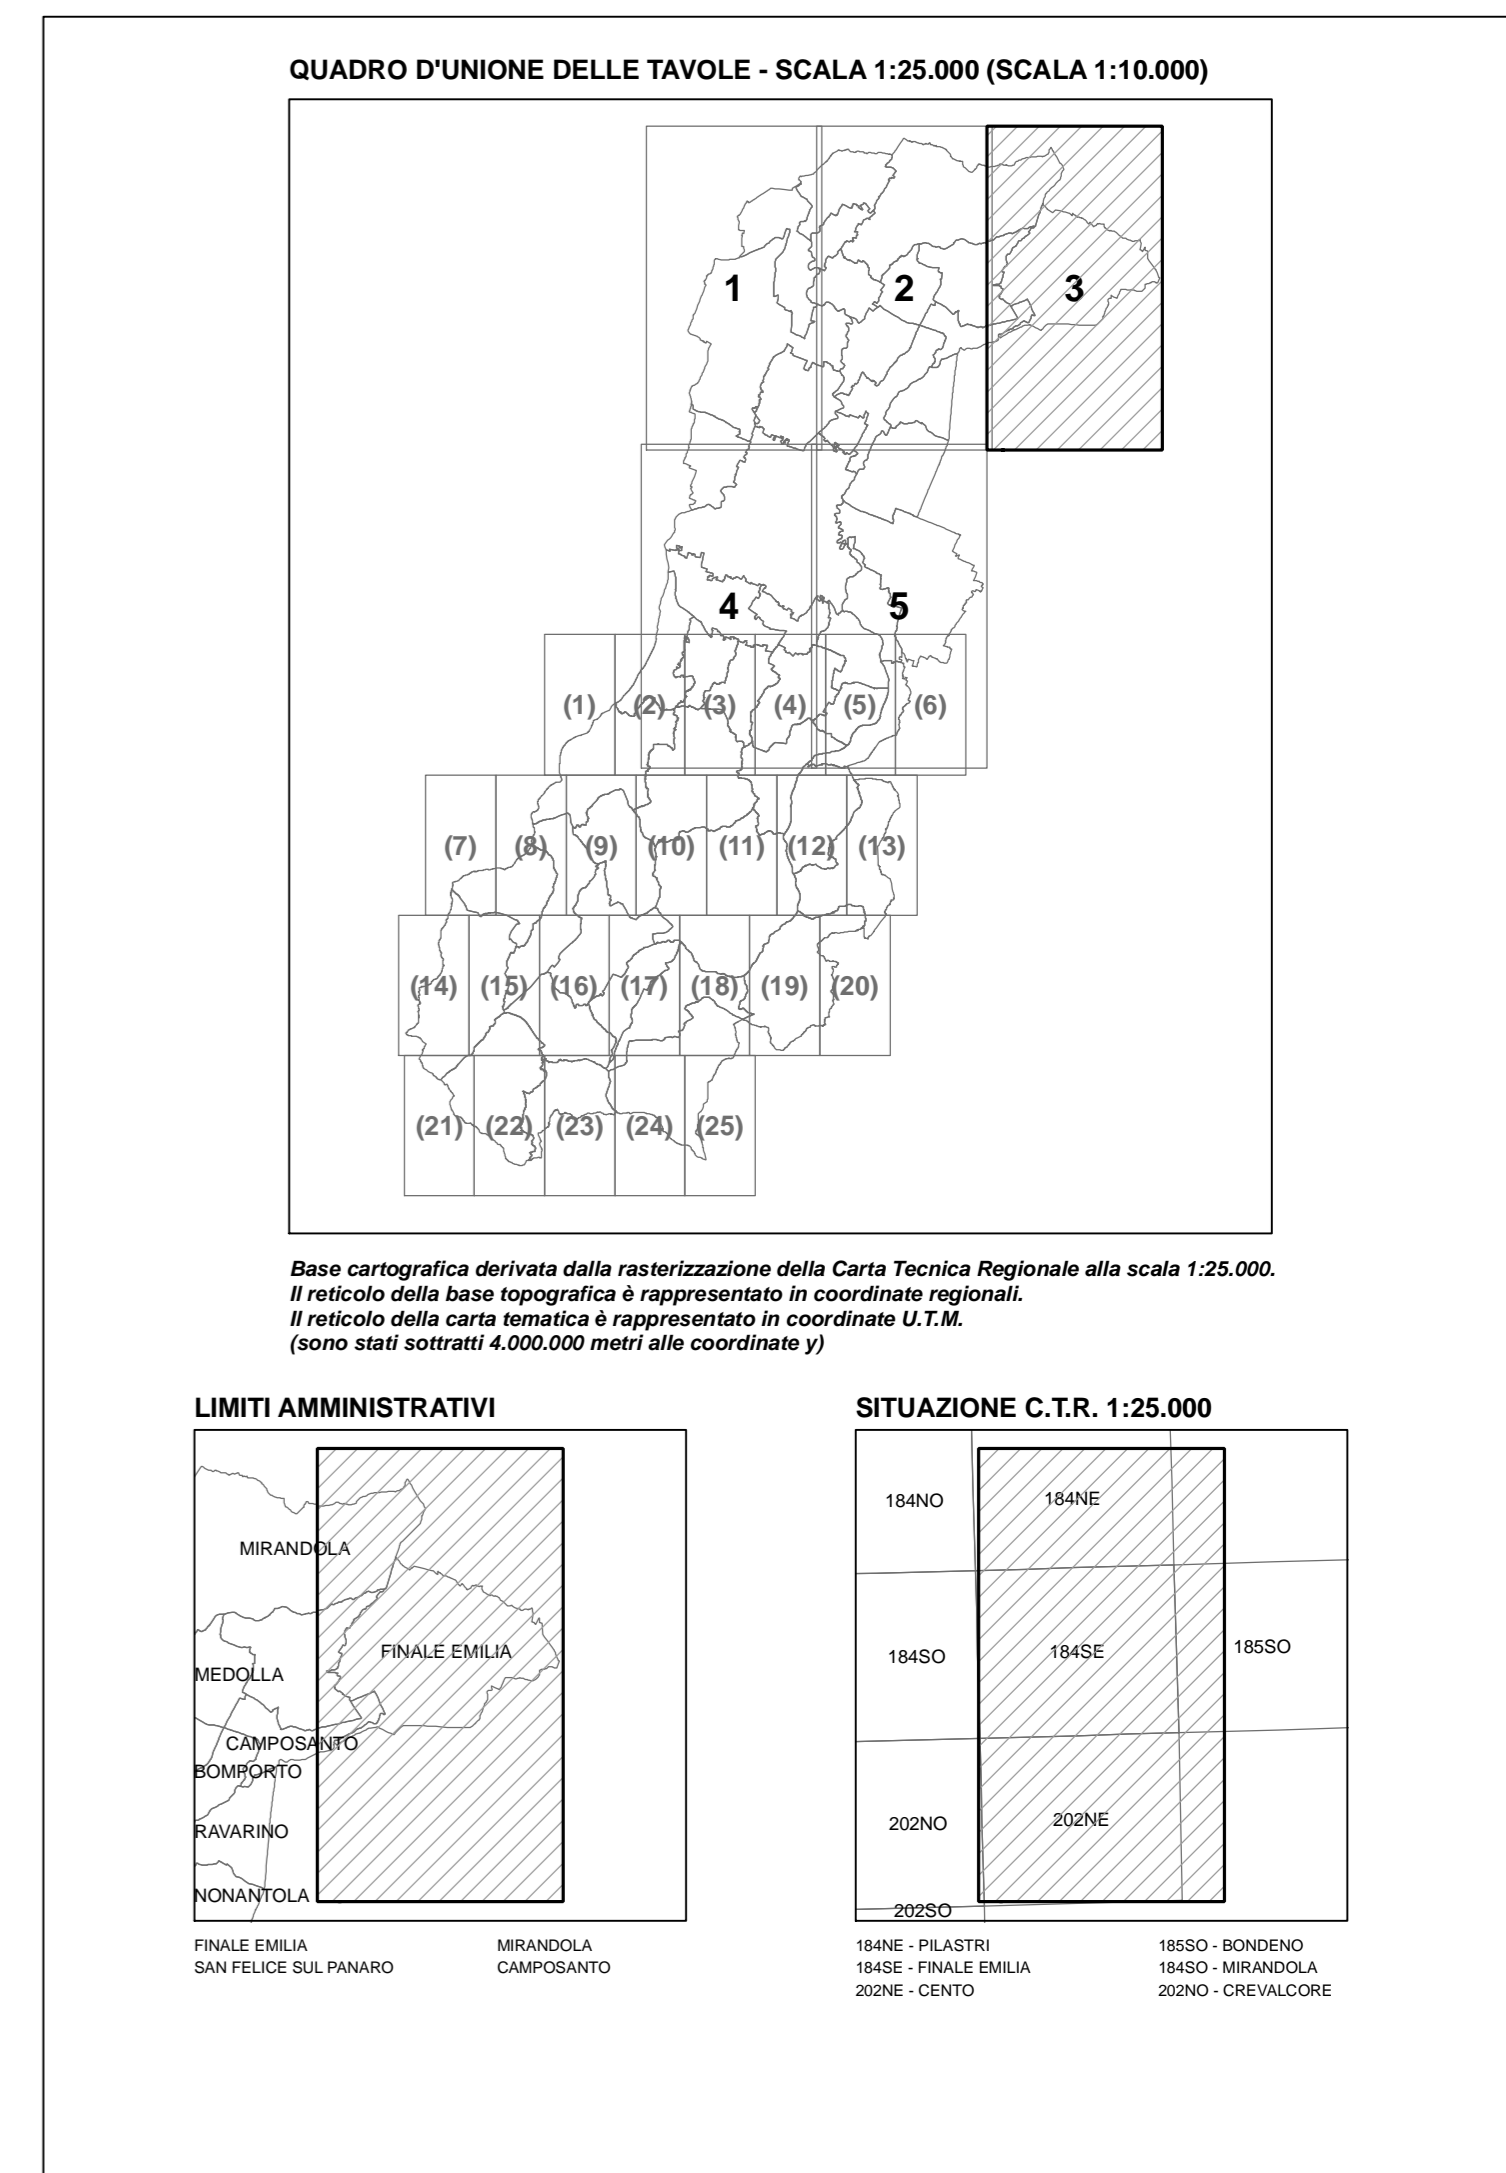 QUADRO D'UNIONE DELLE TAVOLE - SCALA 1:25.000 (SCALA 1:10.000)
1
2
3
4
5
(1)
(2)
(3)
(4)
(5)
(6)
(7)
(8)
(9)
(10)
(11)
(12)
(13)
(14)
(15)
(16)
(17)
(18)
(19)
(20)
(21)
(22)
(23)
(24)
(25)
Base cartografica derivata dalla rasterizzazione della Carta Tecnica Regionale alla scala 1:25.000.
Il reticolo della base topografica è rappresentato in coordinate regionali.
Il reticolo della carta tematica è rappresentato in coordinate U.T.M.
(sono stati sottratti 4.000.000 metri alle coordinate y)
LIMITI AMMINISTRATIVI
MIRANDOLA
FINALE EMILIA
MEDOLLA
CAMPOSANTO
BOMPORTO
RAVARINO
NONANTOLA
FINALE EMILIA
MIRANDOLA
SAN FELICE SUL PANARO
CAMPOSANTO
SITUAZIONE C.T.R. 1:25.000
184NO
184NE
184SO
184SE
185SO
202NO
202NE
202SO
184NE - PILASTRI
185SO - BONDENO
184SE - FINALE EMILIA
184SO - MIRANDOLA
202NE - CENTO
202NO - CREVALCORE